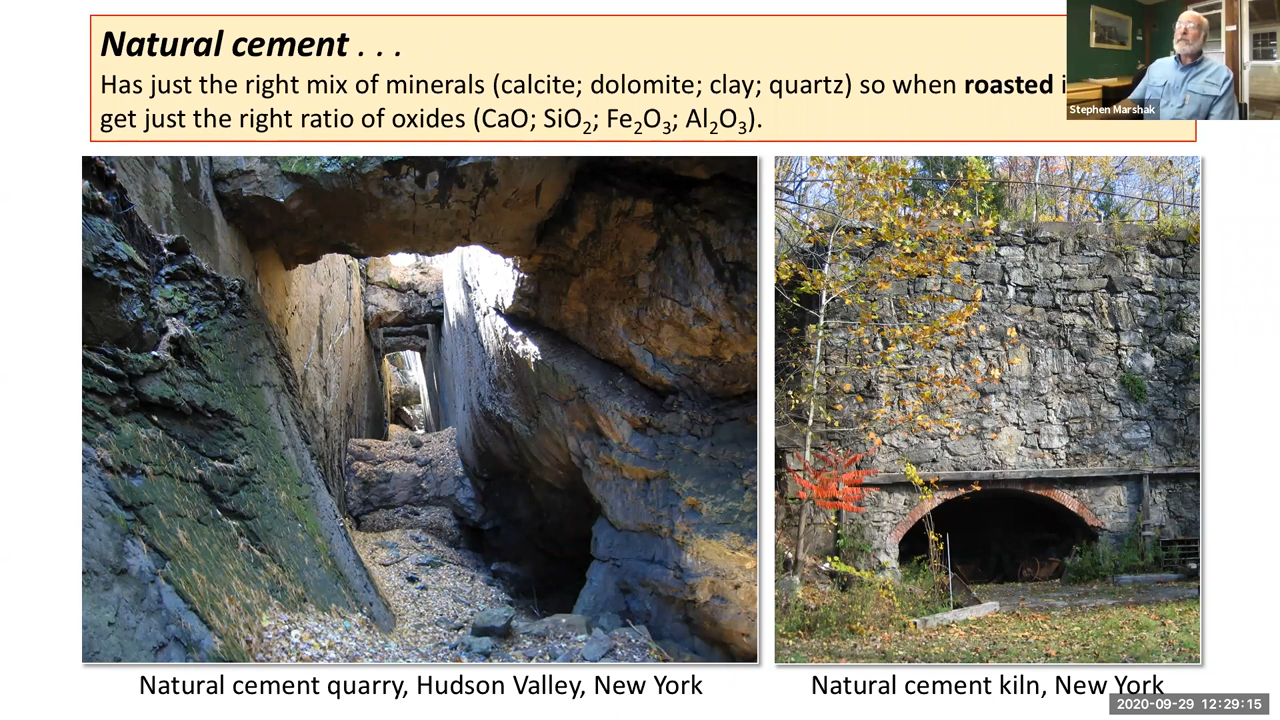 Natural cement . . .
Has just the right mix of minerals (calcite; dolomite; clay; quartz) so when roasted
get just the right ratio of oxides (CaO; SiO₂; Fe₂O₃; Al₂O₃).
Stephen Marshak
Natural cement quarry, Hudson Valley, New York
Natural cement kiln, New York
2020-09-29 12:29:15